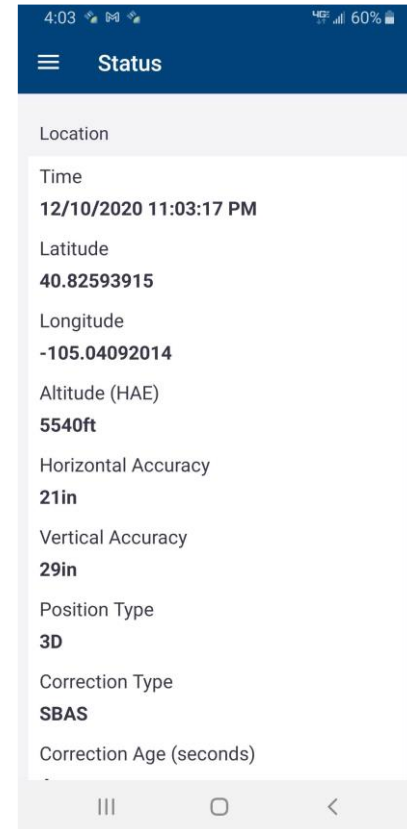 4:03 60%
Status
Location
Time
12/10/2020 11:03:17 PM
Latitude
40.82593915
Longitude
-105.04092014
Altitude (HAE)
5540ft
Horizontal Accuracy
21in
Vertical Accuracy
29in
Position Type
3D
Correction Type
SBAS
Correction Age (seconds)